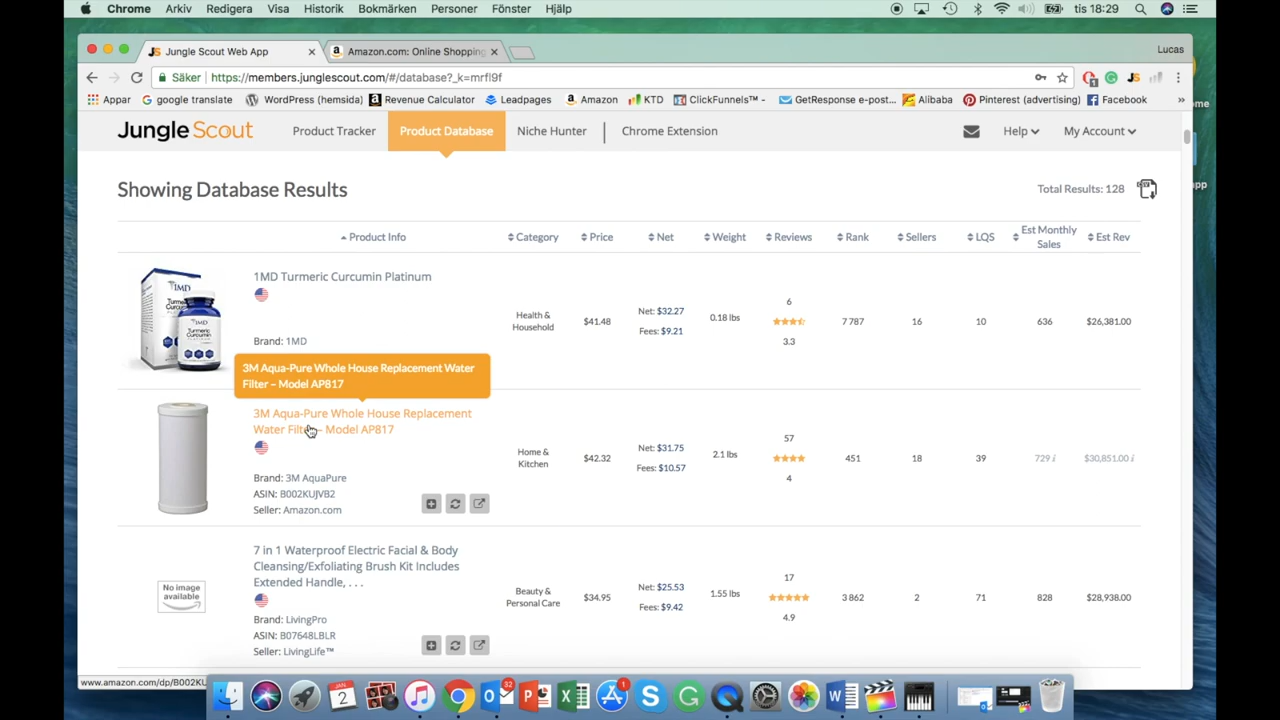 Chrome Arkiv Redigera Visa Historik Bokmärken Personer Fönster Hjälp tis 18:29
Jungle Scout Web App Amazon.com: Online Shopping Lucas
Säker https://members.junglescout.com/#/database?_k=mrfl9f
Appar google translate WordPress (hemsida) Revenue Calculator Leadpages Amazon KTD ClickFunnels™ - GetResponse e-post... Alibaba Pinterest (advertising) Facebook »
Jungle Scout Product Tracker Product Database Niche Hunter Chrome Extension Help My Account
Showing Database Results Total Results: 128
Product Info Category Price Net Weight Reviews Rank Sellers LQS Est Monthly Sales Est Rev
1MD Turmeric Curcumin Platinum
Brand: 1MD
Health & Household
$41.48
Net: $32.27
Fees: $9.21
0.18 lbs
6
3.3
7 787
16
10
636
$26,381.00
3M Aqua-Pure Whole House Replacement Water
Filter – Model AP817
3M Aqua-Pure Whole House Replacement
Water Filter – Model AP817
Brand: 3M AquaPure
ASIN: B002KUJVB2
Seller: Amazon.com
Home & Kitchen
$42.32
Net: $31.75
Fees: $10.57
2.1 lbs
57
4
451
18
39
729 i
$30,851.00 i
No image
available
7 in 1 Waterproof Electric Facial & Body
Cleansing/Exfoliating Brush Kit Includes
Extended Handle, . . .
Brand: LivingPro
ASIN: B07648LBLR
Seller: LivingLife™
Beauty & Personal Care
$34.95
Net: $25.53
Fees: $9.42
1.55 lbs
17
4.9
3 862
2
71
828
$28,938.00
www.amazon.com/dp/B002KU